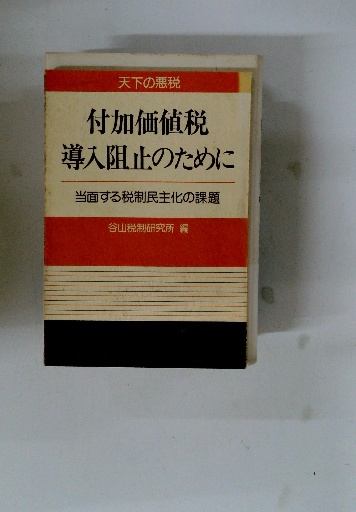 天下の悪税
付加価値税
導入阻止のために
当面する税制民主化の課題
谷山税制研究所 編